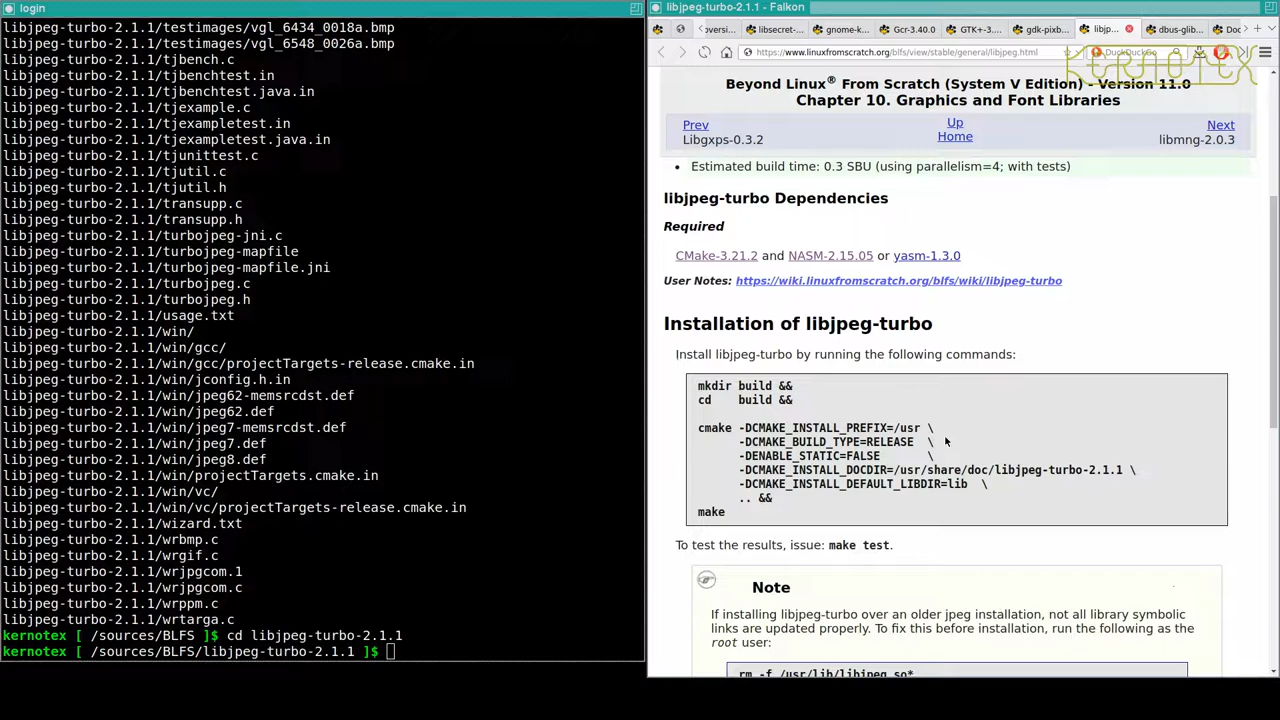 login
libjpeg-turbo-2.1.1/testimages/vgl_6434_0018a.bmp
libjpeg-turbo-2.1.1/testimages/vgl_6548_0026a.bmp
libjpeg-turbo-2.1.1/tjbench.c
libjpeg-turbo-2.1.1/tjbenchtest.in
libjpeg-turbo-2.1.1/tjbenchtest.java.in
libjpeg-turbo-2.1.1/tjexample.c
libjpeg-turbo-2.1.1/tjexampletest.in
libjpeg-turbo-2.1.1/tjexampletest.java.in
libjpeg-turbo-2.1.1/tjunittest.c
libjpeg-turbo-2.1.1/tjutil.c
libjpeg-turbo-2.1.1/tjutil.h
libjpeg-turbo-2.1.1/transupp.c
libjpeg-turbo-2.1.1/transupp.h
libjpeg-turbo-2.1.1/turbojpeg-jni.c
libjpeg-turbo-2.1.1/turbojpeg-mapfile
libjpeg-turbo-2.1.1/turbojpeg-mapfile.jni
libjpeg-turbo-2.1.1/turbojpeg.c
libjpeg-turbo-2.1.1/turbojpeg.h
libjpeg-turbo-2.1.1/usage.txt
libjpeg-turbo-2.1.1/win/
libjpeg-turbo-2.1.1/win/gcc/
libjpeg-turbo-2.1.1/win/gcc/projectTargets-release.cmake.in
libjpeg-turbo-2.1.1/win/jconfig.h.in
libjpeg-turbo-2.1.1/win/jpeg62-memsrcdst.def
libjpeg-turbo-2.1.1/win/jpeg62.def
libjpeg-turbo-2.1.1/win/jpeg7-memsrcdst.def
libjpeg-turbo-2.1.1/win/jpeg7.def
libjpeg-turbo-2.1.1/win/jpeg8.def
libjpeg-turbo-2.1.1/win/projectTargets.cmake.in
libjpeg-turbo-2.1.1/win/vc/
libjpeg-turbo-2.1.1/win/vc/projectTargets-release.cmake.in
libjpeg-turbo-2.1.1/wizard.txt
libjpeg-turbo-2.1.1/wrbmp.c
libjpeg-turbo-2.1.1/wrgif.c
libjpeg-turbo-2.1.1/wrjpgcom.1
libjpeg-turbo-2.1.1/wrjpgcom.c
libjpeg-turbo-2.1.1/wrppm.c
libjpeg-turbo-2.1.1/wrtarga.c
kernotex [ /sources/BLFS ]$ cd libjpeg-turbo-2.1.1
kernotex [ /sources/BLFS/libjpeg-turbo-2.1.1 ]$
libjpeg-turbo-2.1.1 - Falkon
oversi... libsecret-... gnome-k... Gcr-3.40.0 GTK+-3... gdk-pixb... libjp... dbus-glib... Doc
https://www.linuxfromscratch.org/blfs/view/stable/general/libjpeg.html DuckDuckGo
KERNOTEX
Beyond Linux® From Scratch (System V Edition) - Version 11.0
Chapter 10. Graphics and Font Libraries
Prev Up Next
Libgxps-0.3.2 Home libmng-2.0.3
• Estimated build time: 0.3 SBU (using parallelism=4; with tests)
libjpeg-turbo Dependencies
Required
CMake-3.21.2 and NASM-2.15.05 or yasm-1.3.0
User Notes: https://wiki.linuxfromscratch.org/blfs/wiki/libjpeg-turbo
Installation of libjpeg-turbo
Install libjpeg-turbo by running the following commands:
mkdir build &&
cd    build &&
cmake -DCMAKE_INSTALL_PREFIX=/usr \
-DCMAKE_BUILD_TYPE=RELEASE  \
-DENABLE_STATIC=FALSE       \
-DCMAKE_INSTALL_DOCDIR=/usr/share/doc/libjpeg-turbo-2.1.1 \
-DCMAKE_INSTALL_DEFAULT_LIBDIR=lib  \
.. &&
make
To test the results, issue: make test.
Note
If installing libjpeg-turbo over an older jpeg installation, not all library symbolic
links are updated properly. To fix this before installation, run the following as the
root user:
rm -f /usr/lib/libjpeg.so*